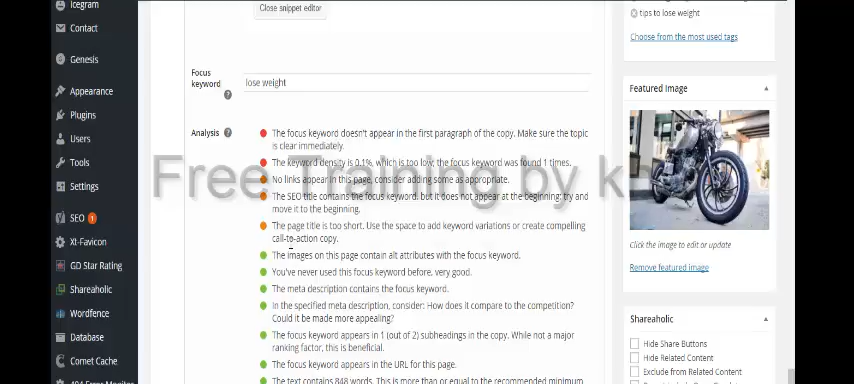 Icegram
Contact
Genesis
Appearance
Plugins
Users
Tools
Settings
SEO 1
Xt-Favicon
GD Star Rating
Shareaholic
Wordfence
Database
Comet Cache
404 Error Monitor
Close snippet editor
Focus
keyword
?
lose weight
Analysis ?
The focus keyword doesn't appear in the first paragraph of the copy. Make sure the topic
is clear immediately.
The keyword density is 0.1%, which is too low; the focus keyword was found 1 times.
No links appear in this page, consider adding some as appropriate.
The SEO title contains the focus keyword, but it does not appear at the beginning; try and
move it to the beginning.
The page title is too short. Use the space to add keyword variations or create compelling
call-to-action copy.
The images on this page contain alt attributes with the focus keyword.
You've never used this focus keyword before, very good.
The meta description contains the focus keyword.
In the specified meta description, consider: How does it compare to the competition?
Could it be made more appealing?
The focus keyword appears in 1 (out of 2) subheadings in the copy. While not a major
ranking factor, this is beneficial.
The focus keyword appears in the URL for this page.
The text contains 848 words. This is more than or equal to the recommended minimum
Free Training by k
tips to lose weight
Choose from the most used tags
Featured Image
Click the image to edit or update
Remove featured image
Shareaholic
Hide Share Buttons
Hide Related Content
Exclude from Related Content